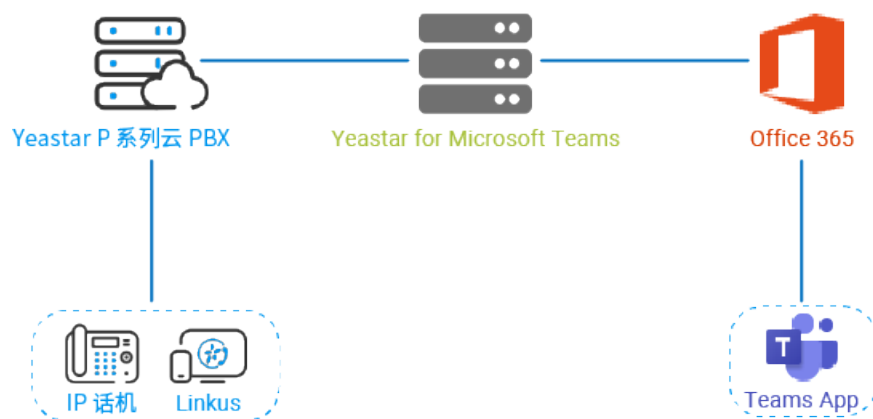 Yeastar P 系列云 PBX
Yeastar for Microsoft Teams
Office 365
IP 话机
Linkus
T
Teams App